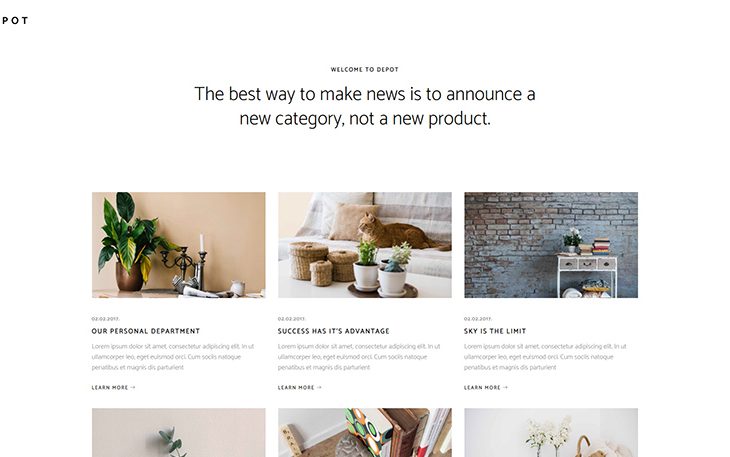 POT
WELCOME TO DEPOT
The best way to make news is to announce a
new category, not a new product.
02.02.2017.
OUR PERSONAL DEPARTMENT
Lorem ipsum dolor sit amet, consectetur adipiscing elit. In ut
ullamcorper leo, eget euismod orci. Cum sociis natoque
penatibus et magnis dis parturient
LEARN MORE →
02.02.2017.
SUCCESS HAS IT'S ADVANTAGE
Lorem ipsum dolor sit amet, consectetur adipiscing elit. In ut
ullamcorper leo, eget euismod orci. Cum sociis natoque
penatibus et magnis dis parturient
LEARN MORE →
02.02.2017.
SKY IS THE LIMIT
Lorem ipsum dolor sit amet, consectetur adipiscing elit. In ut
ullamcorper leo, eget euismod orci. Cum sociis natoque
penatibus et magnis dis parturient
LEARN MORE →